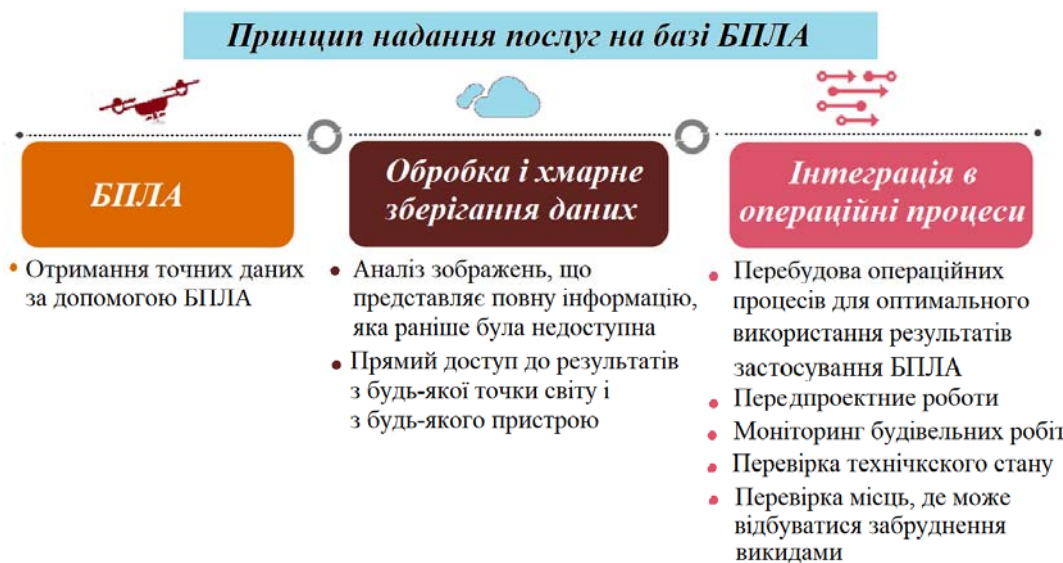 Принцип надання послуг на базі БПЛА
БПЛА
• Отримання точних даних
за допомогою БПЛА
Обробка і хмарне
зберігання даних
• Аналіз зображень, що
представляє повну інформацію,
яка раніше була недоступна
• Прямий доступ до результатів
з будь-якої точки світу і
з будь-якого пристрою
Інтеграція в
операційні процеси
• Перебудова операційних
процесів для оптимального
використання результатів
застосування БПЛА
• Передпроектние роботи
• Моніторинг будівельних робіт
• Перевірка технічкского стану
• Перевірка місць, де може
відбуватися забруднення
викидами